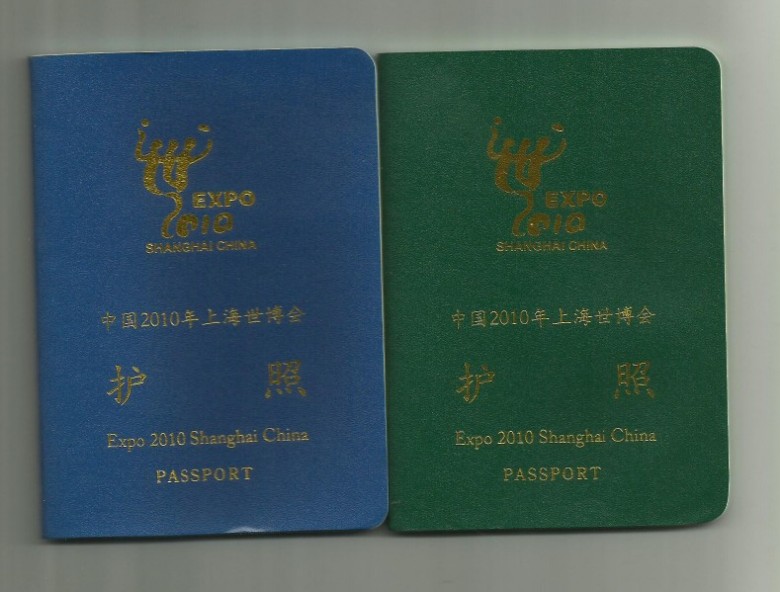 EXPO
2010
SHANGHAI CHINA
中国2010年上海世博会
护照
Expo 2010 Shanghai China
PASSPORT
EXPO
2010
SHANGHAI CHINA
中国2010年上海世博会
护照
Expo 2010 Shanghai China
PASSPORT